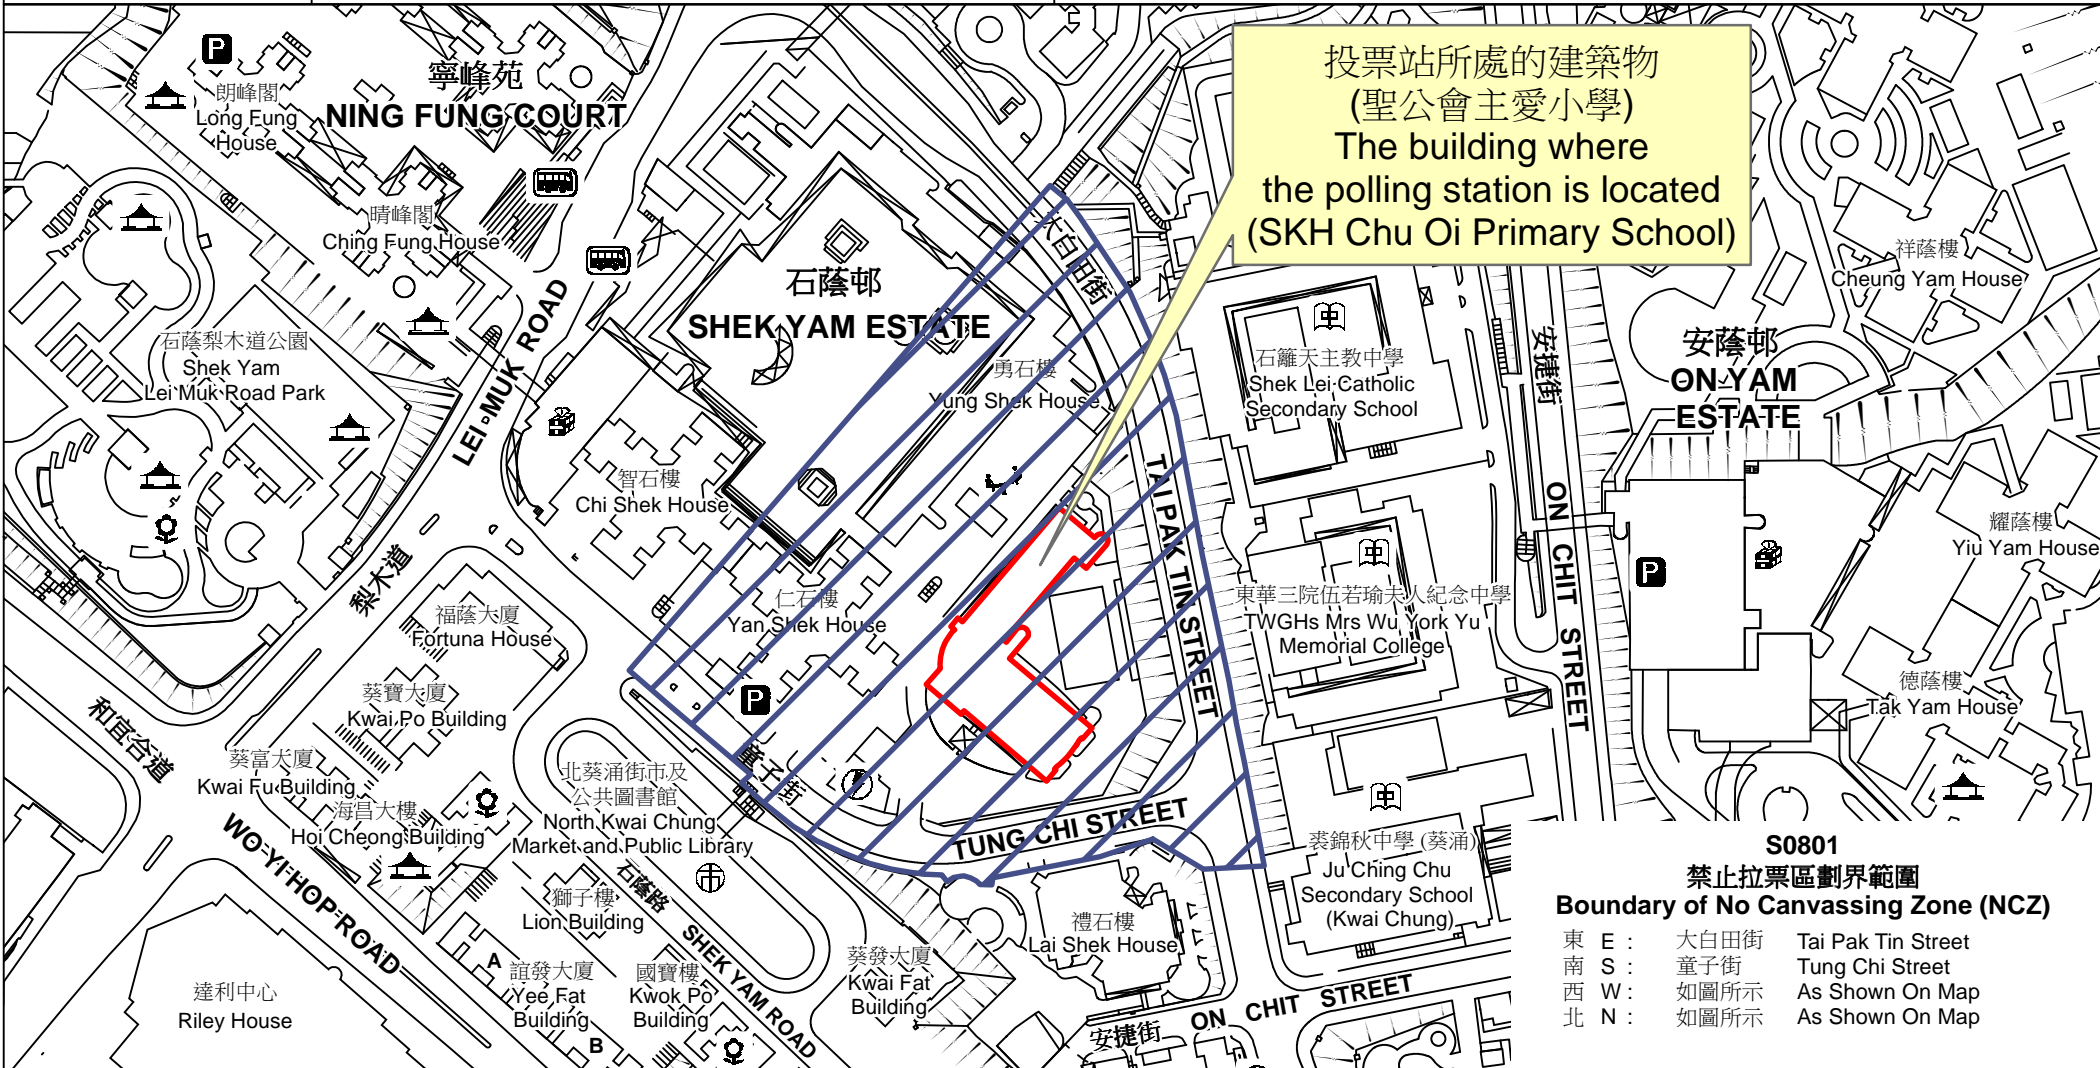 投票站所處的建築物
(聖公會主愛小學)
The building where
the polling station is located
(SKH Chu Oi Primary School)
P
朗峰閣
Long Fung
House
寧峰苑
NING FUNG COURT
晴峰閣
Ching Fung House
石蔭梨木道公園
Shek Yam
Lei Muk Road Park
LEI MUK ROAD
梨木道
石蔭邨
SHEK YAM ESTATE
勇石樓
Yung Shek House
智石樓
Chi Shek House
仁石樓
Yan Shek House
P
大白田街
TAI PAK TIN STREET
中
石籬天主教中學
Shek Lei Catholic
Secondary School
安捷街
ON CHIT STREET
祥蔭樓
Cheung Yam House
安蔭邨
ON YAM
ESTATE
耀蔭樓
Yiu Yam House
P
德蔭樓
Tak Yam House
中
東華三院伍若瑜夫人紀念中學
TWGHs Mrs Wu York Yu
Memorial College
福蔭大廈
Fortuna House
葵寶大廈
Kwai Po Building
葵富大廈
Kwai Fu Building
海昌大樓
Hoi Cheong Building
和宜合道
WO YI HOP ROAD
北葵涌街市及
公共圖書館
North Kwai Chung
Market and Public Library
市
童子街
TUNG CHI STREET
獅子樓
Lion Building
石蔭路
SHEK YAM ROAD
A
誼發大廈
Yee Fat
Building
B
國寶樓
Kwok Po
Building
葵發大廈
Kwai Fat
Building
達利中心
Riley House
禮石樓
Lai Shek House
中
裘錦秋中學 (葵涌)
Ju Ching Chu
Secondary School
(Kwai Chung)
安捷街
ON CHIT STREET
S0801
禁止拉票區劃界範圍
Boundary of No Canvassing Zone (NCZ)
東 E : 大白田街 Tai Pak Tin Street
南 S : 童子街 Tung Chi Street
西 W : 如圖所示 As Shown On Map
北 N : 如圖所示 As Shown On Map